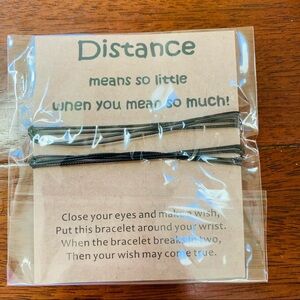 Distance
means so little
when you mean so much!
Close your eyes and make a wish,
Put this bracelet around your wrist.
When the bracelet breaks in two,
Then your wish may come true.